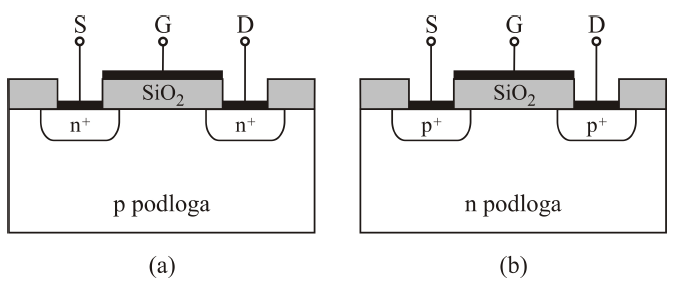 S G D S G D
SiO₂ SiO₂
n⁺ n⁺ p⁺ p⁺
p podloga n podloga
(a) (b)